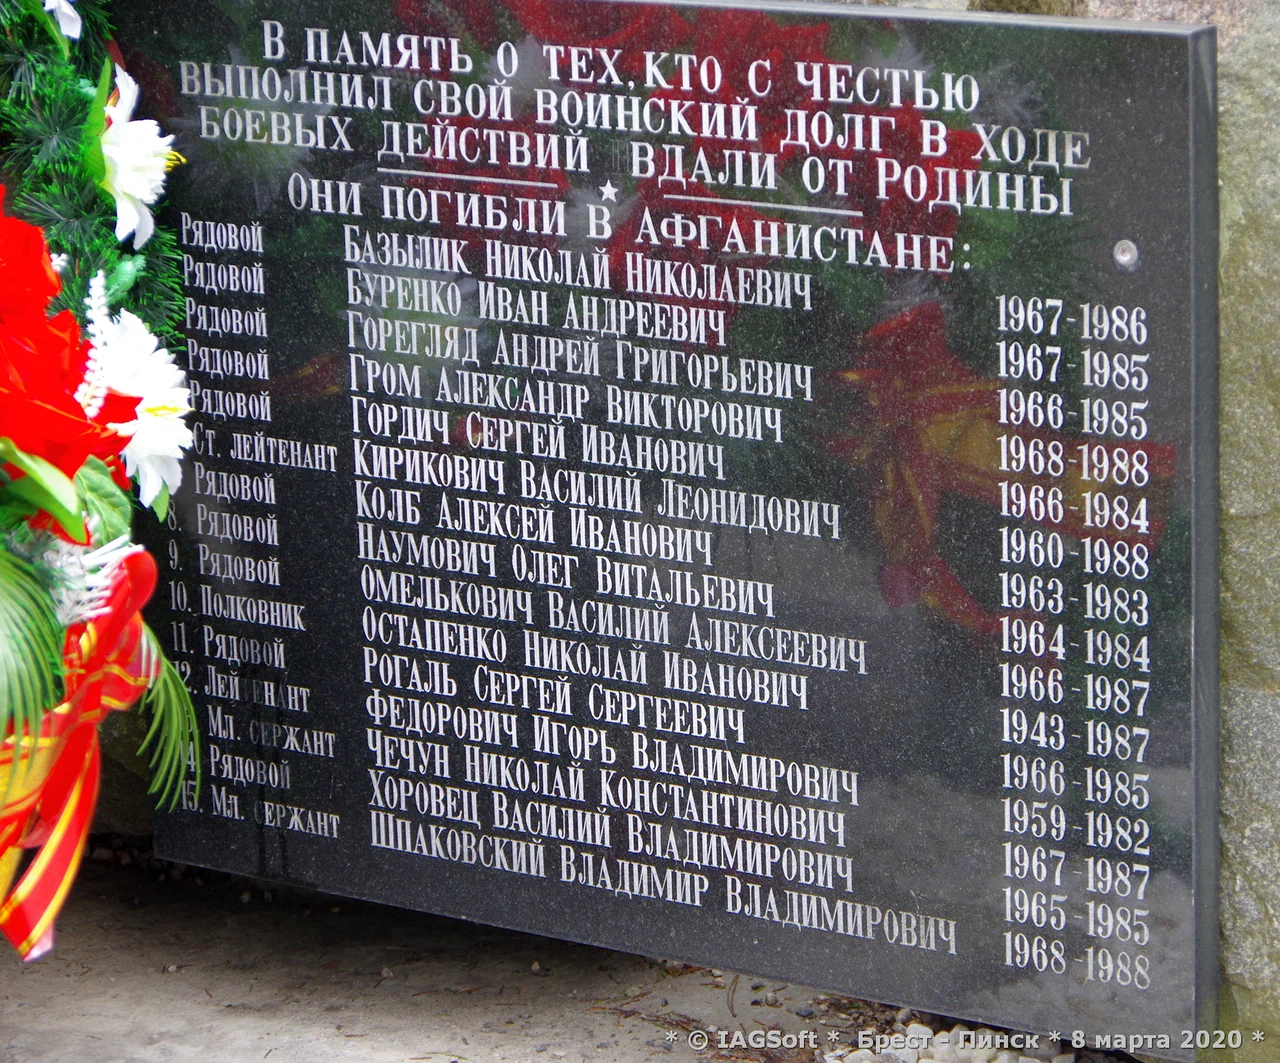 В ПАМЯТЬ О ТЕХ, КТО С ЧЕСТЬЮ
ВЫПОЛНИЛ СВОЙ ВОИНСКИЙ ДОЛГ В ХОДЕ
БОЕВЫХ ДЕЙСТВИЙ ВДАЛИ ОТ РОДИНЫ
ОНИ ПОГИБЛИ В АФГАНИСТАНЕ:
РЯДОВОЙ БАЗЫЛИК НИКОЛАЙ НИКОЛАЕВИЧ 1967-1986
РЯДОВОЙ БУРЕНКО ИВАН АНДРЕЕВИЧ 1967-1985
РЯДОВОЙ ГОРЕГЛЯД АНДРЕЙ ГРИГОРЬЕВИЧ 1966-1985
РЯДОВОЙ ГРОМ АЛЕКСАНДР ВИКТОРОВИЧ 1968-1988
РЯДОВОЙ ГОРДИЧ СЕРГЕЙ ИВАНОВИЧ 1966-1984
СТ. ЛЕЙТЕНАНТ КИРИКОВИЧ ВАСИЛИЙ ЛЕОНИДОВИЧ 1960-1988
РЯДОВОЙ КОЛБ АЛЕКСЕЙ ИВАНОВИЧ 1963-1983
8. РЯДОВОЙ НАУМОВИЧ ОЛЕГ ВИТАЛЬЕВИЧ 1964-1984
9. РЯДОВОЙ ОМЕЛЬКОВИЧ ВАСИЛИЙ АЛЕКСЕЕВИЧ 1966-1987
10. ПОЛКОВНИК ОСТАПЕНКО НИКОЛАЙ ИВАНОВИЧ 1943-1987
11. РЯДОВОЙ РОГАЛЬ СЕРГЕЙ СЕРГЕЕВИЧ 1966-1985
12. ЛЕЙТЕНАНТ ФЕДОРОВИЧ ИГОРЬ ВЛАДИМИРОВИЧ 1959-1982
МЛ. СЕРЖАНТ ЧЕЧУН НИКОЛАЙ КОНСТАНТИНОВИЧ 1967-1987
14 РЯДОВОЙ ХОРОВЕЦ ВАСИЛИЙ ВЛАДИМИРОВИЧ 1965-1985
15. МЛ. СЕРЖАНТ ШПАКОВСКИЙ ВЛАДИМИР ВЛАДИМИРОВИЧ 1968-1988
* © IAGSoft * Брест - Пинск * 8 марта 2020 *